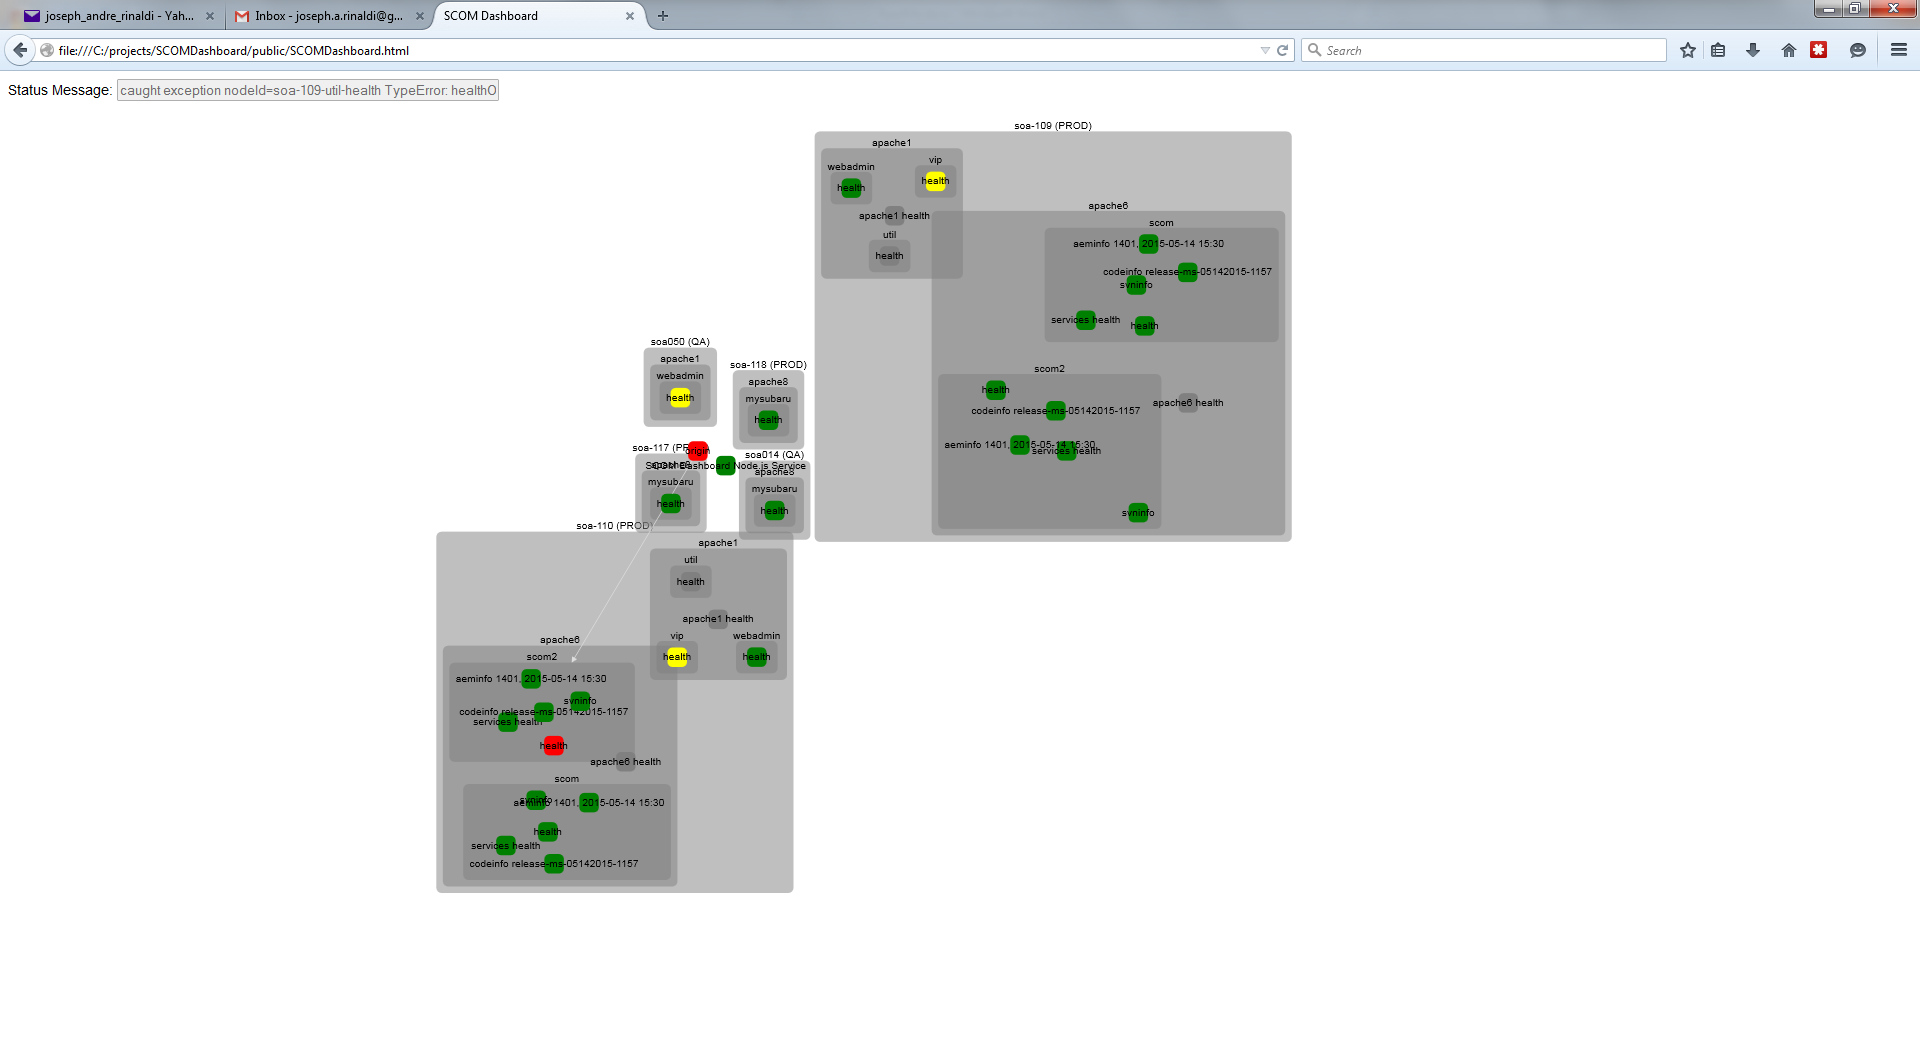 joseph_andre_rinaldi - Yah...
Inbox - joseph.a.rinaldi@g...
SCOM Dashboard
file:///C:/projects/SCOMDashboard/public/SCOMDashboard.html
Search
Status Message: caught exception nodeId=soa-109-util-health TypeError: healthO
soa-109 (PROD)
apache1
webadmin
health
vip
health
apache1 health
util
health
apache6
scom
aeminfo 1401, 2015-05-14 15:30
codeinfo release-ms-05142015-1157
svninfo
services health
health
scom2
health
codeinfo release-ms-05142015-1157
aeminfo 1401, 2015-05-14 15:30
services health
svninfo
apache6 health
soa050 (QA)
apache1
webadmin
health
soa-118 (PROD)
apache8
mysubaru
health
soa-117 (PR
origin
SCOM Dashboard Node.js Service
mysubaru
health
soa014 (QA)
apache8
mysubaru
health
soa-110 (PROD)
apache1
util
health
apache1 health
vip
health
webadmin
health
apache6
scom2
aeminfo 1401, 2015-05-14 15:30
svninfo
codeinfo release-ms-05142015-1157
services health
health
apache6 health
scom
svninfo
aeminfo 1401, 2015-05-14 15:30
health
services health
codeinfo release-ms-05142015-1157